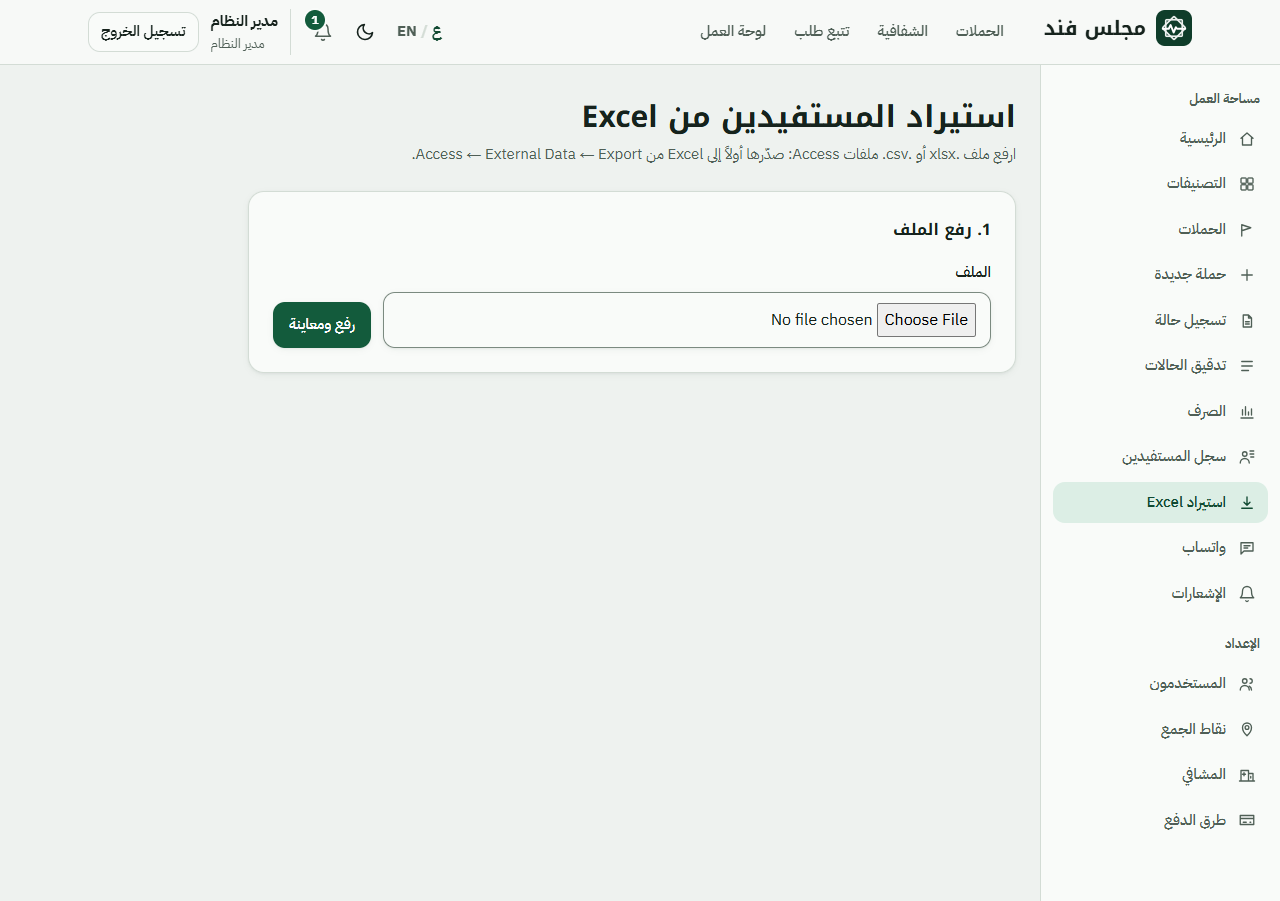 مجلس فند
الحملات
الشفافية
تتبع طلب
لوحة العمل
ع / EN
1
مدير النظام
مدير النظام
تسجيل الخروج
مساحة العمل
الرئيسية
التصنيفات
الحملات
حملة جديدة
تسجيل حالة
تدقيق الحالات
الصرف
سجل المستفيدين
استيراد Excel
واتساب
الإشعارات
الإعداد
المستخدمون
نقاط الجمع
المشافي
طرق الدفع
استيراد المستفيدين من Excel
ارفع ملف .xlsx أو .csv. ملفات Access: صدّرها أولاً إلى Excel من Access ← External Data ← Export.
1. رفع الملف
الملف
Choose File No file chosen
رفع ومعاينة